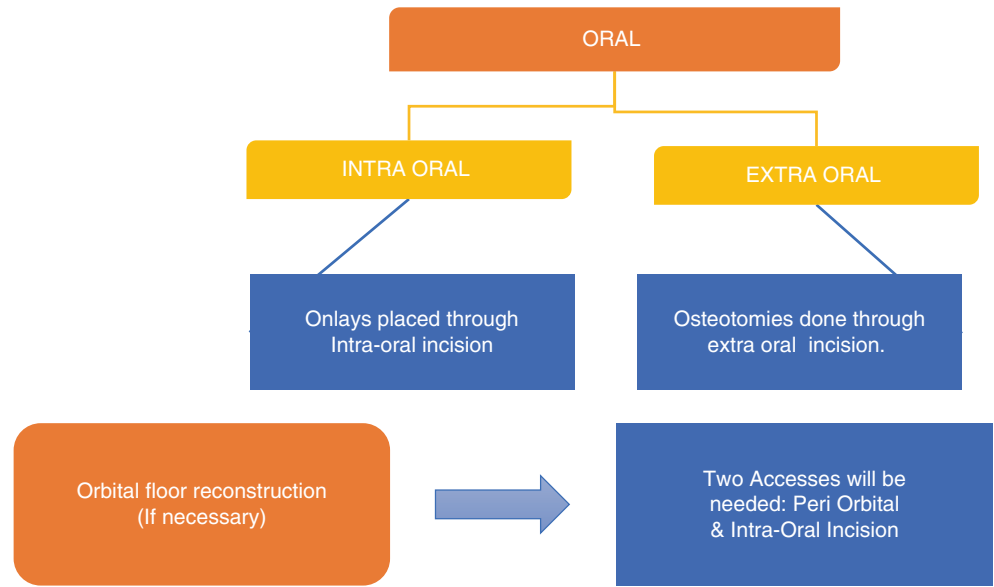 ORAL
INTRA ORAL
EXTRA ORAL
Onlays placed through
Intra-oral incision
Osteotomies done through
extra oral incision.
Orbital floor reconstruction
(If necessary)
Two Accesses will be
needed: Peri Orbital
& Intra-Oral Incision